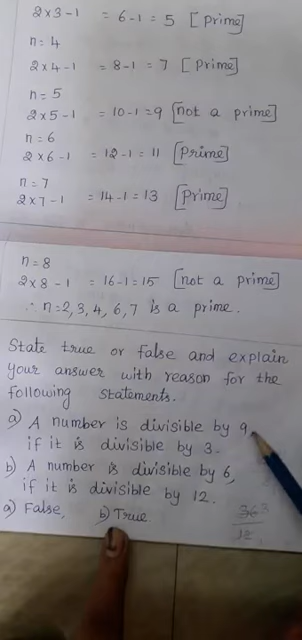 2×3-1 = 6-1 = 5 [Prime]
n=4
2×4-1 = 8-1 = 7 [Prime]
n=5
2×5-1 = 10-1=9 [not a prime]
n=6
2×6-1 = 12-1 = 11 [Prime]
n=7
2×7-1 = 14-1=13 [Prime]
n=8
2×8-1 = 16-1=15 [not a prime]
∴ n=2,3,4,6,7 is a prime.
State true or false and explain
your answer with reason for the
following statements.
a) A number is divisible by 9,
if it is divisible by 3.
b) A number is divisible by 6,
if it is divisible by 12.
a) False, b) True